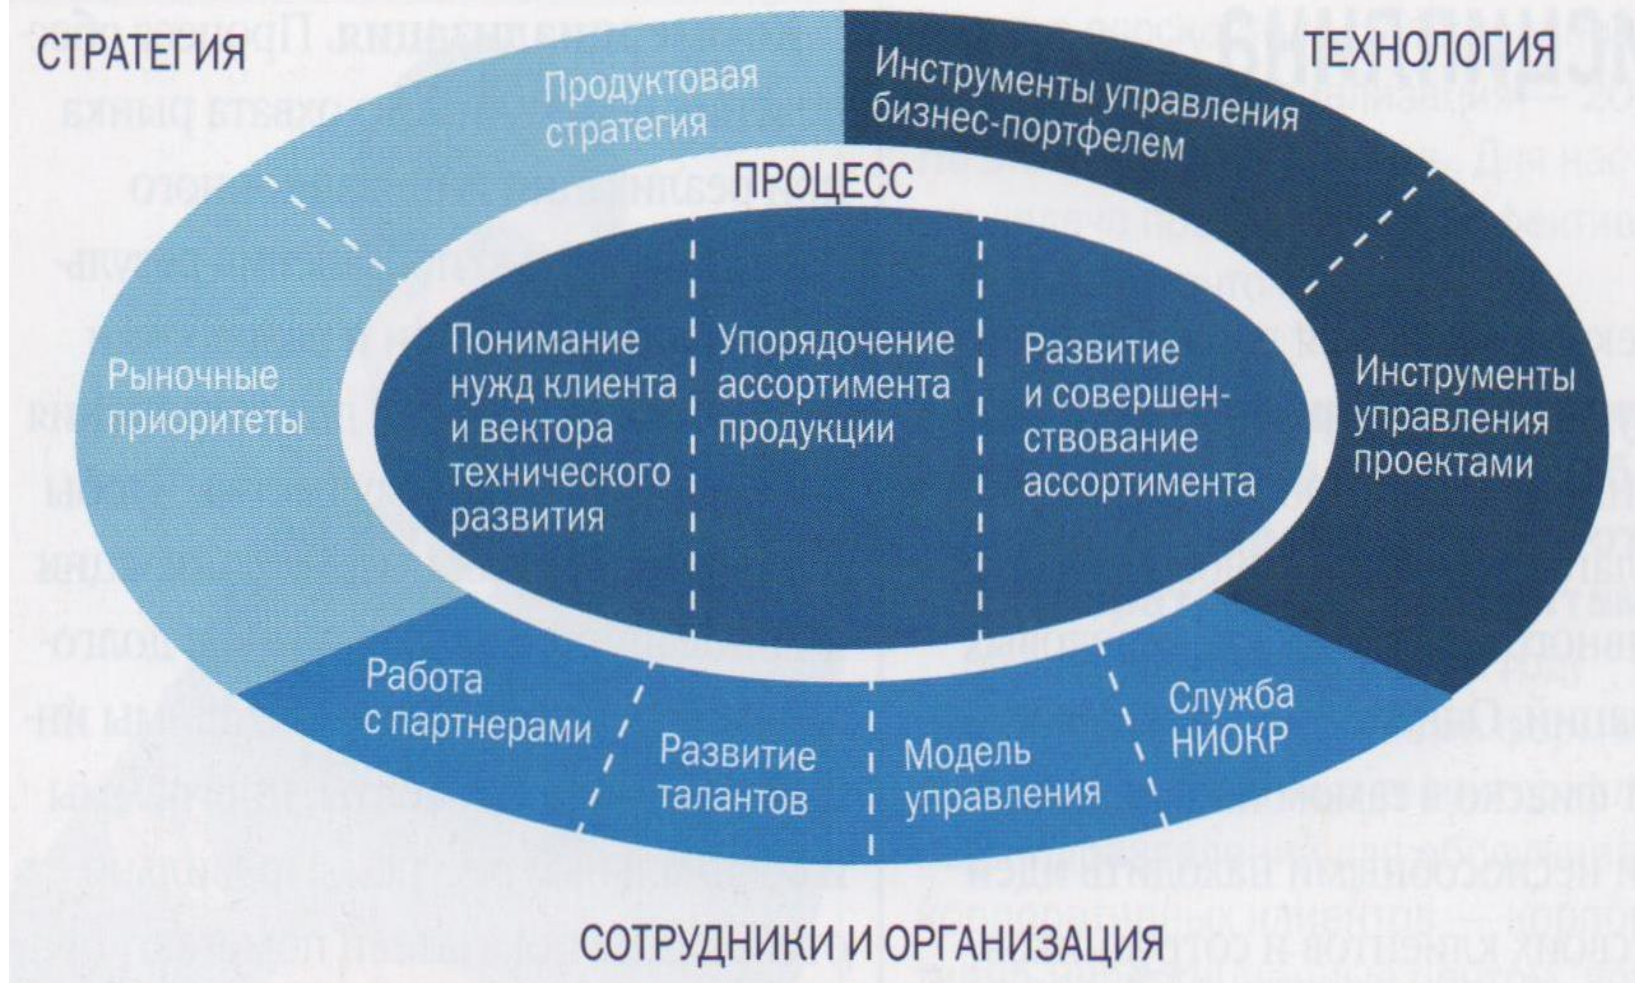 СТРАТЕГИЯ
ТЕХНОЛОГИЯ
Продуктовая
стратегия
Инструменты управления
бизнес-портфелем
ПРОЦЕСС
Рыночные
приоритеты
Понимание
нужд клиента
и вектора
технического
развития
Упорядочение
ассортимента
продукции
Развитие
и совершен-
ствование
ассортимента
Инструменты
управления
проектами
Работа
с партнерами
Развитие
талантов
Модель
управления
Служба
НИОКР
СОТРУДНИКИ И ОРГАНИЗАЦИЯ